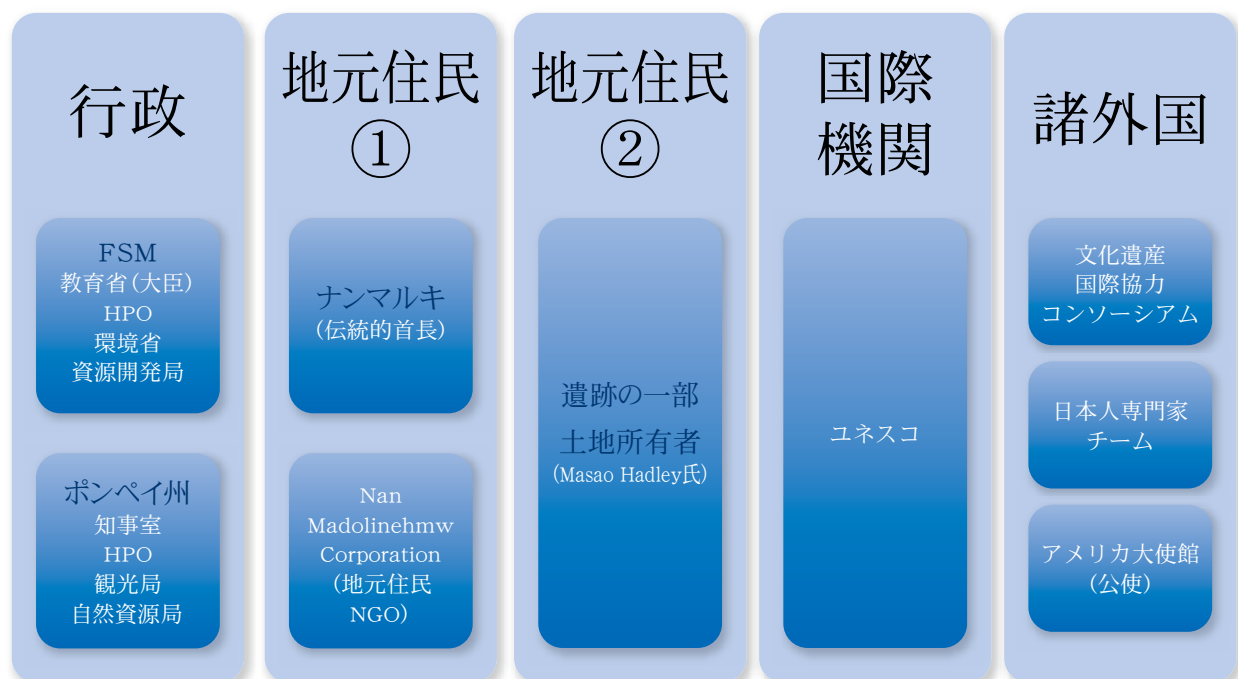 行政
FSM
教育省（大臣）
HPO
環境省
資源開発局
ポンペイ州
知事室
HPO
観光局
自然資源局
地元住民
①
ナンマルキ
（伝統的首長）
Nan
Madolinehmw
Corporation
（地元住民
NGO）
地元住民
②
遺跡の一部
土地所有者
（Masao Hadley氏）
国際
機関
ユネスコ
諸外国
文化遺産
国際協力
コンソーシアム
日本人専門家
チーム
アメリカ大使館
（公使）